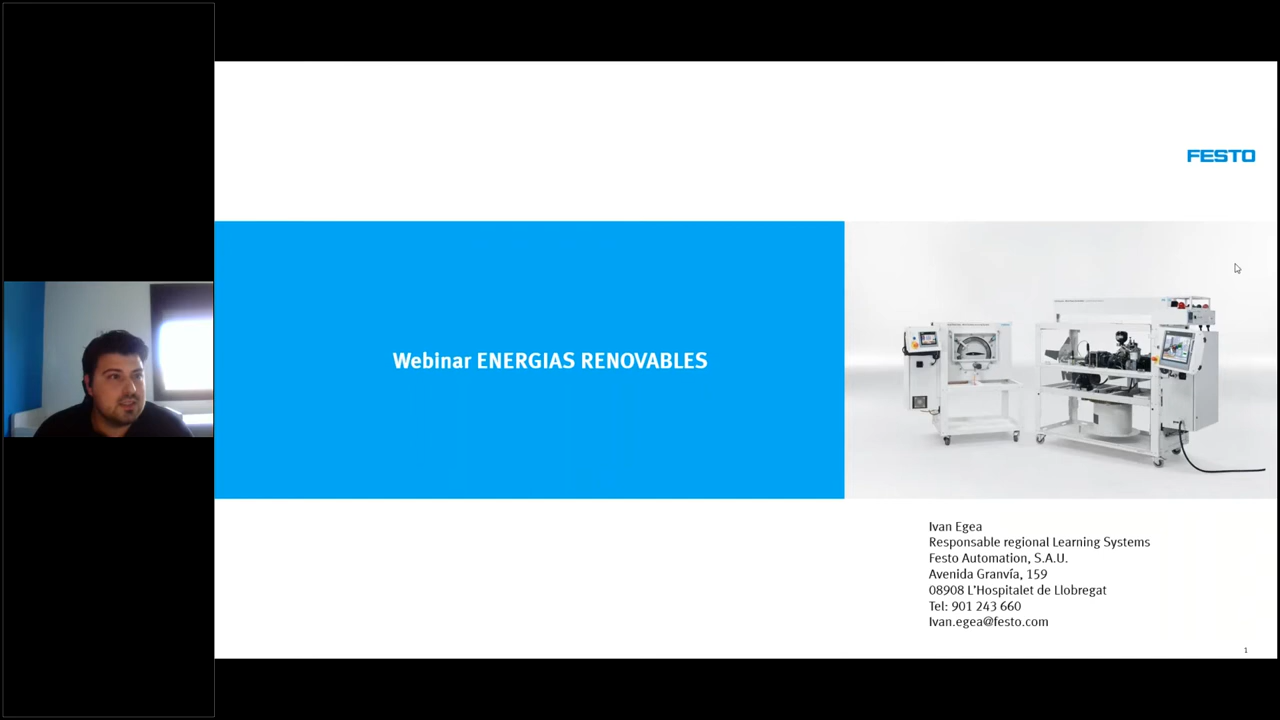 FESTO
Webinar ENERGIAS RENOVABLES
Ivan Egea
Responsable regional Learning Systems
Festo Automation, S.A.U.
Avenida Granvía, 159
08908 L'Hospitalet de Llobregat
Tel: 901 243 660
Ivan.egea@festo.com
1